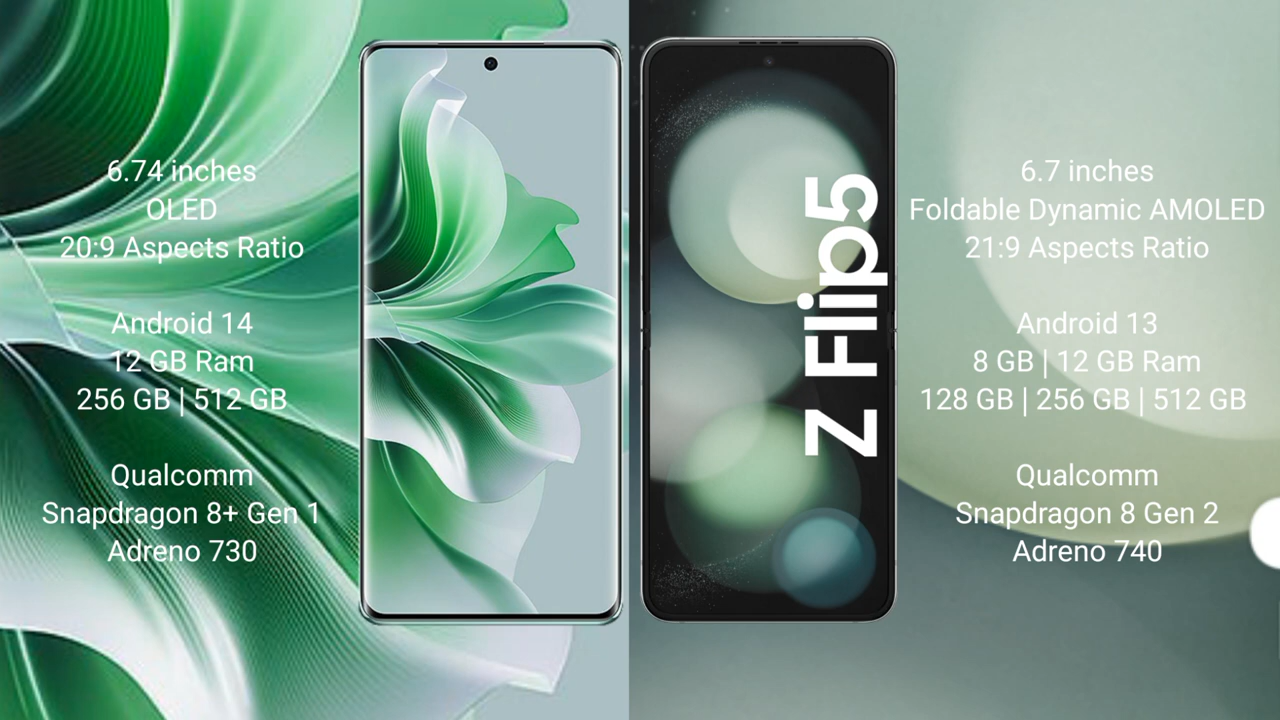 6.74 inches
OLED
20:9 Aspects Ratio
Android 14
12 GB Ram
256 GB | 512 GB
Qualcomm
Snapdragon 8+ Gen 1
Adreno 730
Z Flip5
6.7 inches
Foldable Dynamic AMOLED
21:9 Aspects Ratio
Android 13
8 GB | 12 GB Ram
128 GB | 256 GB | 512 GB
Qualcomm
Snapdragon 8 Gen 2
Adreno 740